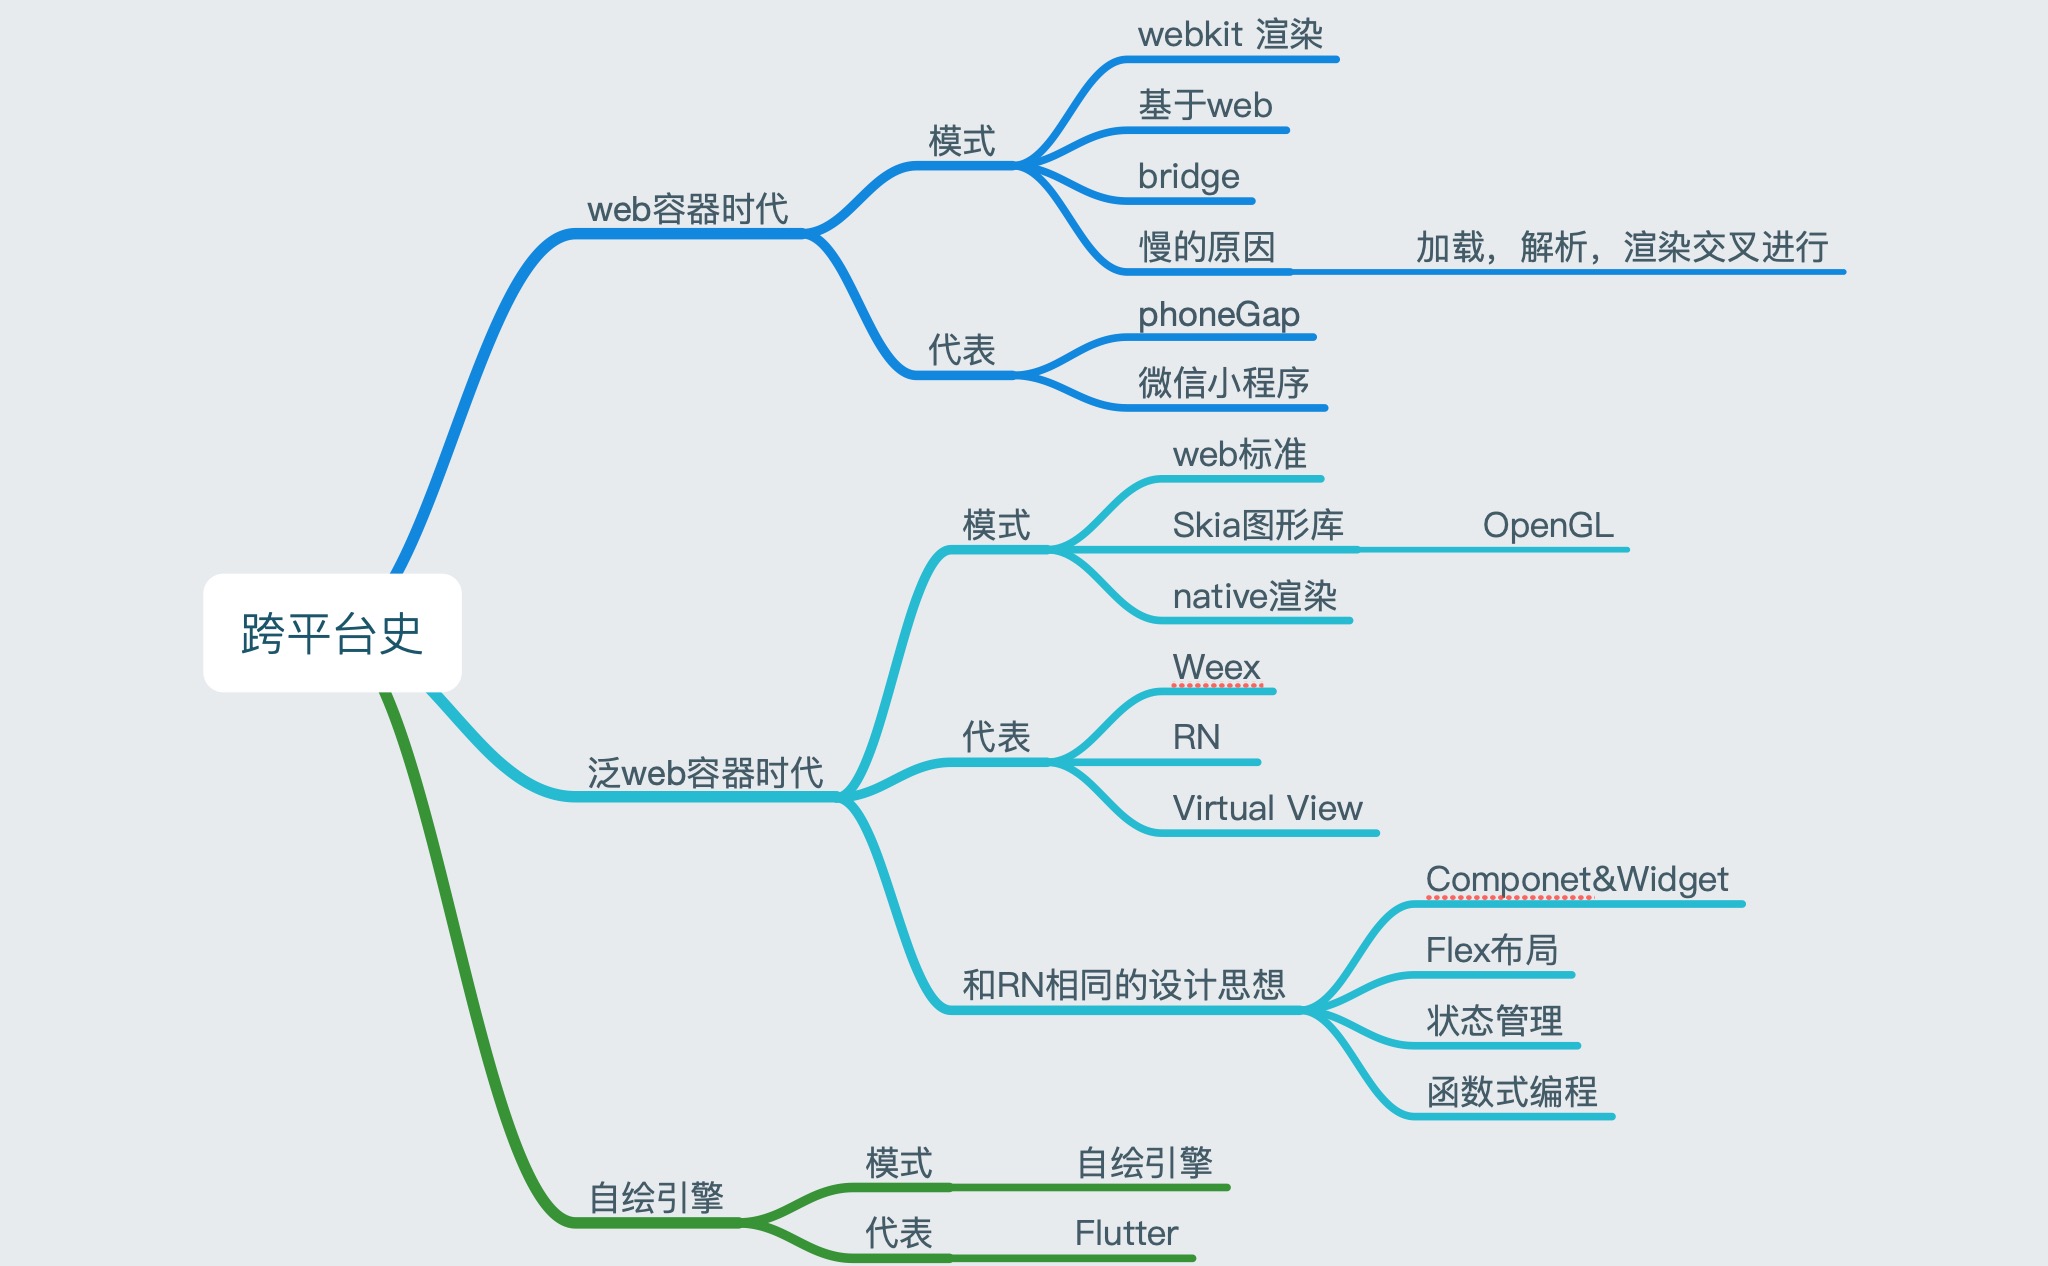 跨平台史
web容器时代
模式
webkit 渲染
基于web
bridge
慢的原因
加载，解析，渲染交叉进行
代表
phoneGap
微信小程序
泛web容器时代
模式
web标准
Skia图形库
OpenGL
native渲染
代表
Weex
RN
Virtual View
和RN相同的设计思想
Componet&Widget
Flex布局
状态管理
函数式编程
自绘引擎
模式
自绘引擎
代表
Flutter